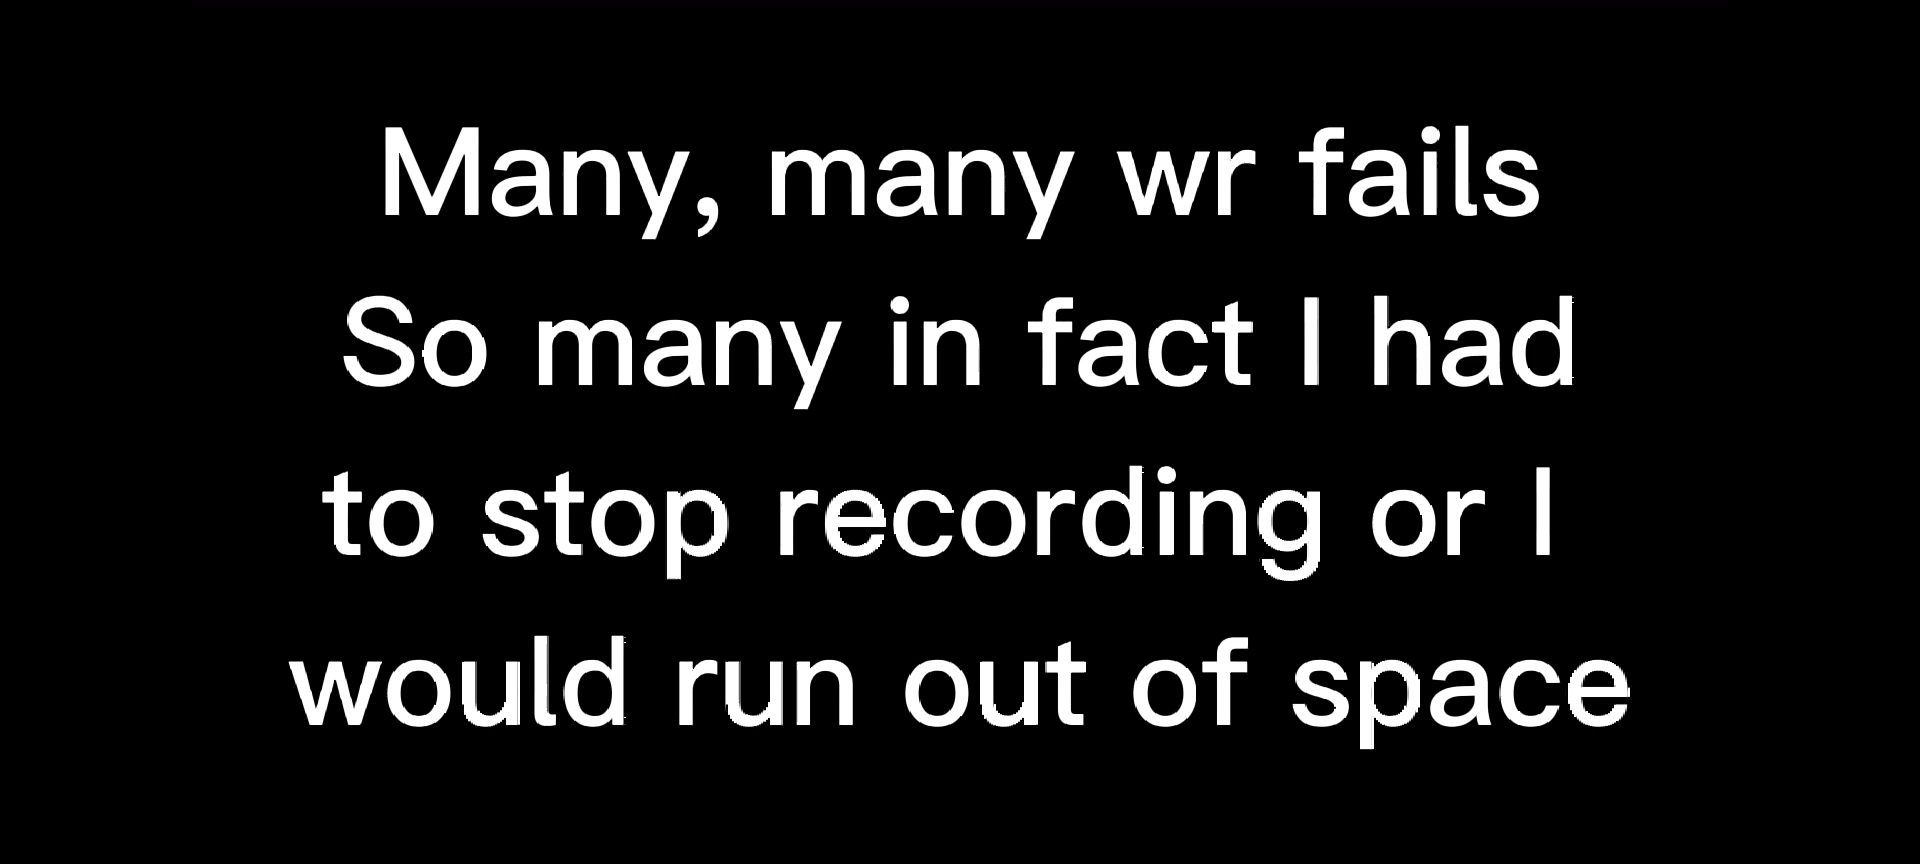 Many, many wr fails
So many in fact I had
to stop recording or I
would run out of space